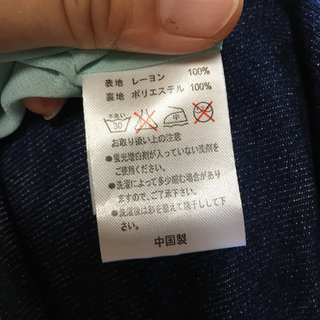 表地 レーヨン 100%
裏地 ポリエステル 100%
手洗イ
30
中
お取り扱い上の注意
●蛍光増白剤が入っていない洗剤を
ご使用ください。
●洗濯によって多少縮む場合があり
ますので、ご了承下さい。
●洗濯後は形を整えて陰干しして下
さい。
中国製